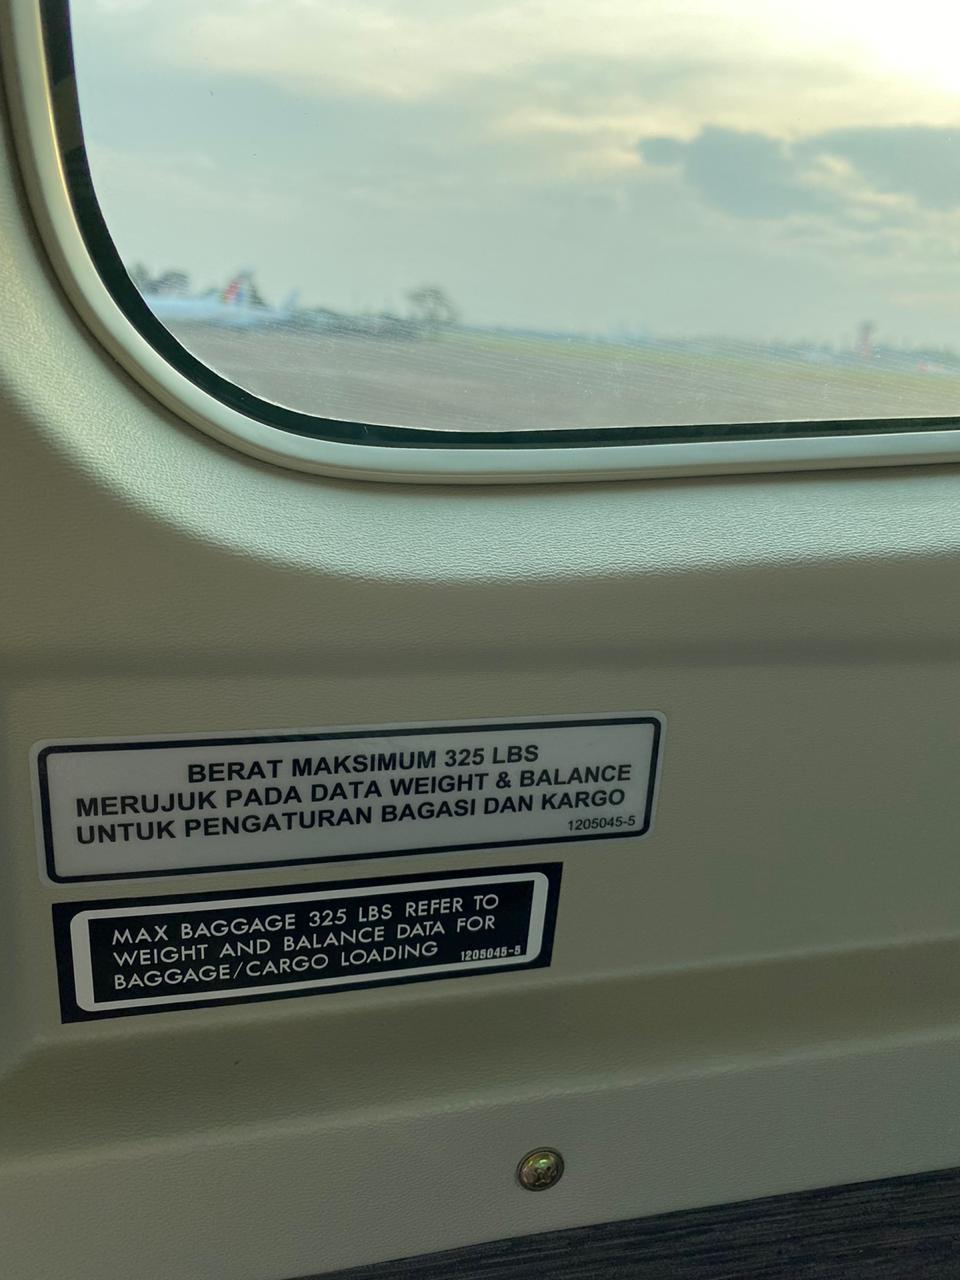 BERAT MAKSIMUM 325 LBS
MERUJUK PADA DATA WEIGHT & BALANCE
UNTUK PENGATURAN BAGASI DAN KARGO
1205045-5
MAX BAGGAGE 325 LBS REFER TO
WEIGHT AND BALANCE DATA FOR
BAGGAGE/CARGO LOADING
1205045-5